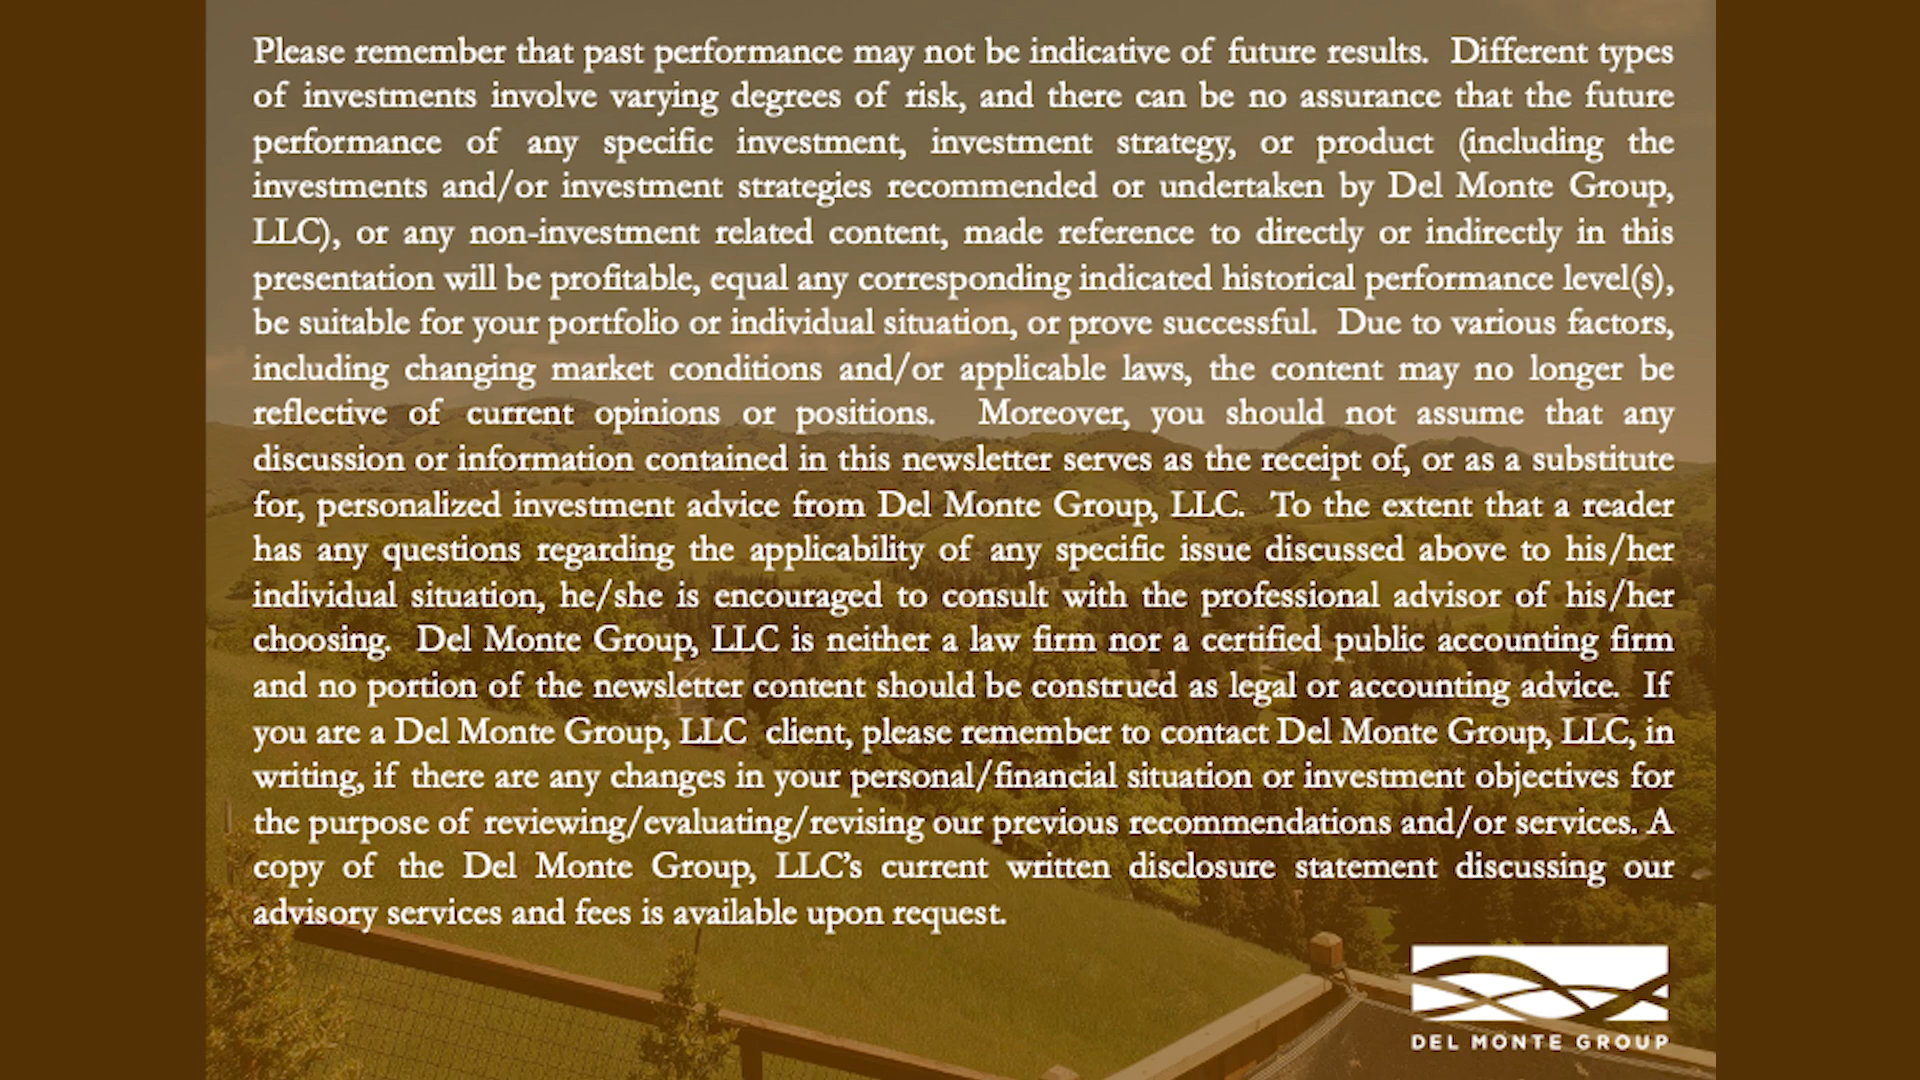 Please remember that past performance may not be indicative of future results.  Different types
of investments involve varying degrees of risk, and there can be no assurance that the future
performance of any specific investment, investment strategy, or product (including the
investments and/or investment strategies recommended or undertaken by Del Monte Group,
LLC), or any non-investment related content, made reference to directly or indirectly in this
presentation will be profitable, equal any corresponding indicated historical performance level(s),
be suitable for your portfolio or individual situation, or prove successful.  Due to various factors,
including changing market conditions and/or applicable laws, the content may no longer be
reflective of current opinions or positions.  Moreover, you should not assume that any
discussion or information contained in this newsletter serves as the receipt of, or as a substitute
for, personalized investment advice from Del Monte Group, LLC.  To the extent that a reader
has any questions regarding the applicability of any specific issue discussed above to his/her
individual situation, he/she is encouraged to consult with the professional advisor of his/her
choosing.  Del Monte Group, LLC is neither a law firm nor a certified public accounting firm
and no portion of the newsletter content should be construed as legal or accounting advice.  If
you are a Del Monte Group, LLC  client, please remember to contact Del Monte Group, LLC, in
writing, if there are any changes in your personal/financial situation or investment objectives for
the purpose of reviewing/evaluating/revising our previous recommendations and/or services. A
copy of the Del Monte Group, LLC’s current written disclosure statement discussing our
advisory services and fees is available upon request.
DEL MONTE GROUP